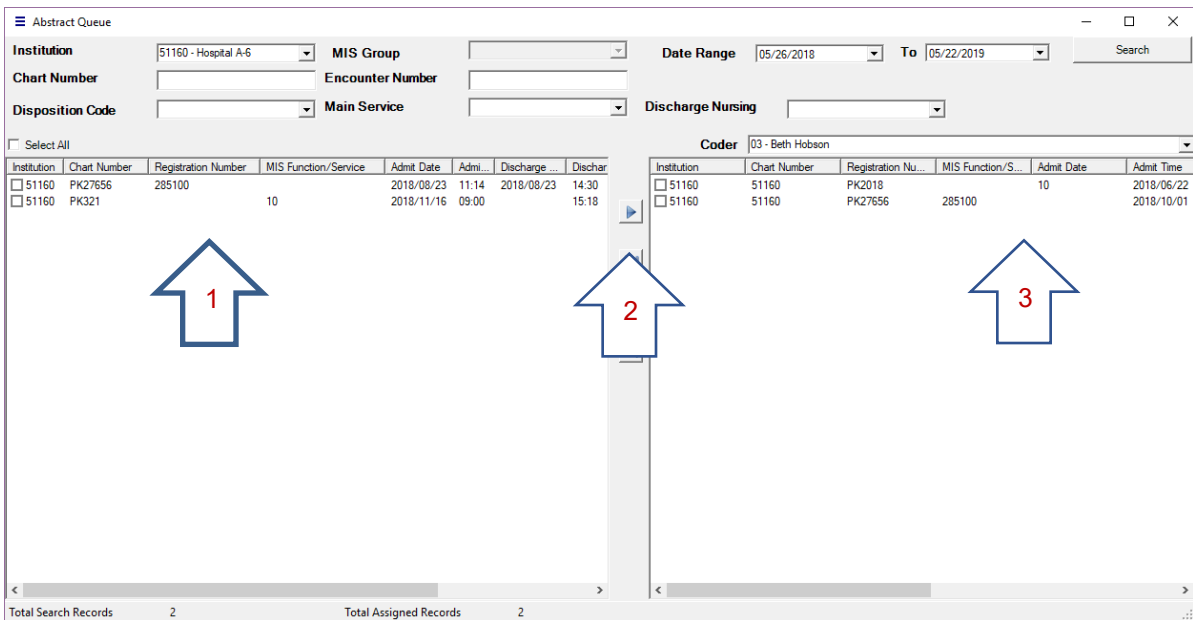 Abstract Queue
Institution 51160 - Hospital A-6 MIS Group Date Range 05/26/2018 To 05/22/2019 Search
Chart Number Encounter Number
Disposition Code Main Service Discharge Nursing
Select All Coder 03 - Beth Hobson
Institution Chart Number Registration Number MIS Function/Service Admit Date Admi... Discharge ... Dischar Institution Chart Number Registration Nu... MIS Function/S... Admit Date Admit Time
51160 PK27656 285100 2018/08/23 11:14 2018/08/23 14:30 51160 51160 PK2018 10 2018/06/22
51160 PK321 10 2018/11/16 09:00 15:18 51160 51160 PK27656 285100 2018/10/01
1 2 3
Total Search Records 2 Total Assigned Records 2